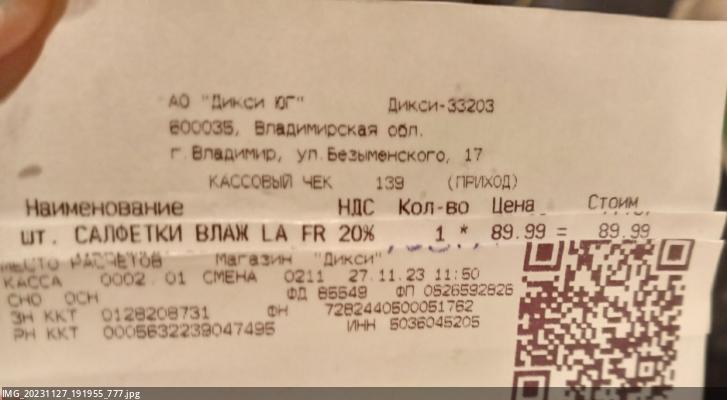 АО "Дикси ЮГ" Дикси-33203
600035, Владимирская обл.
г.Владимир, ул.Безыменского, 17
КАССОВЫЙ ЧЕК 139 (ПРИХОД)
Наименование НДС Кол-во Цена Стоим
шт. САЛФЕТКИ ВЛАЖ LA FR 20% 1 * 89.99 = 89.99
МЕСТО РАСЧЕТОВ Магазин "Дикси"
КАССА 0002.01 СМЕНА 0211 27.11.23 11:50
СНО ОСН ФД 85549 ФП 0526592826
ЗН ККТ 0128208731 ФН 7282440500051762
РН ККТ 0005632239047495 ИНН 5036045205
IMG_20231127_191955_777.jpg